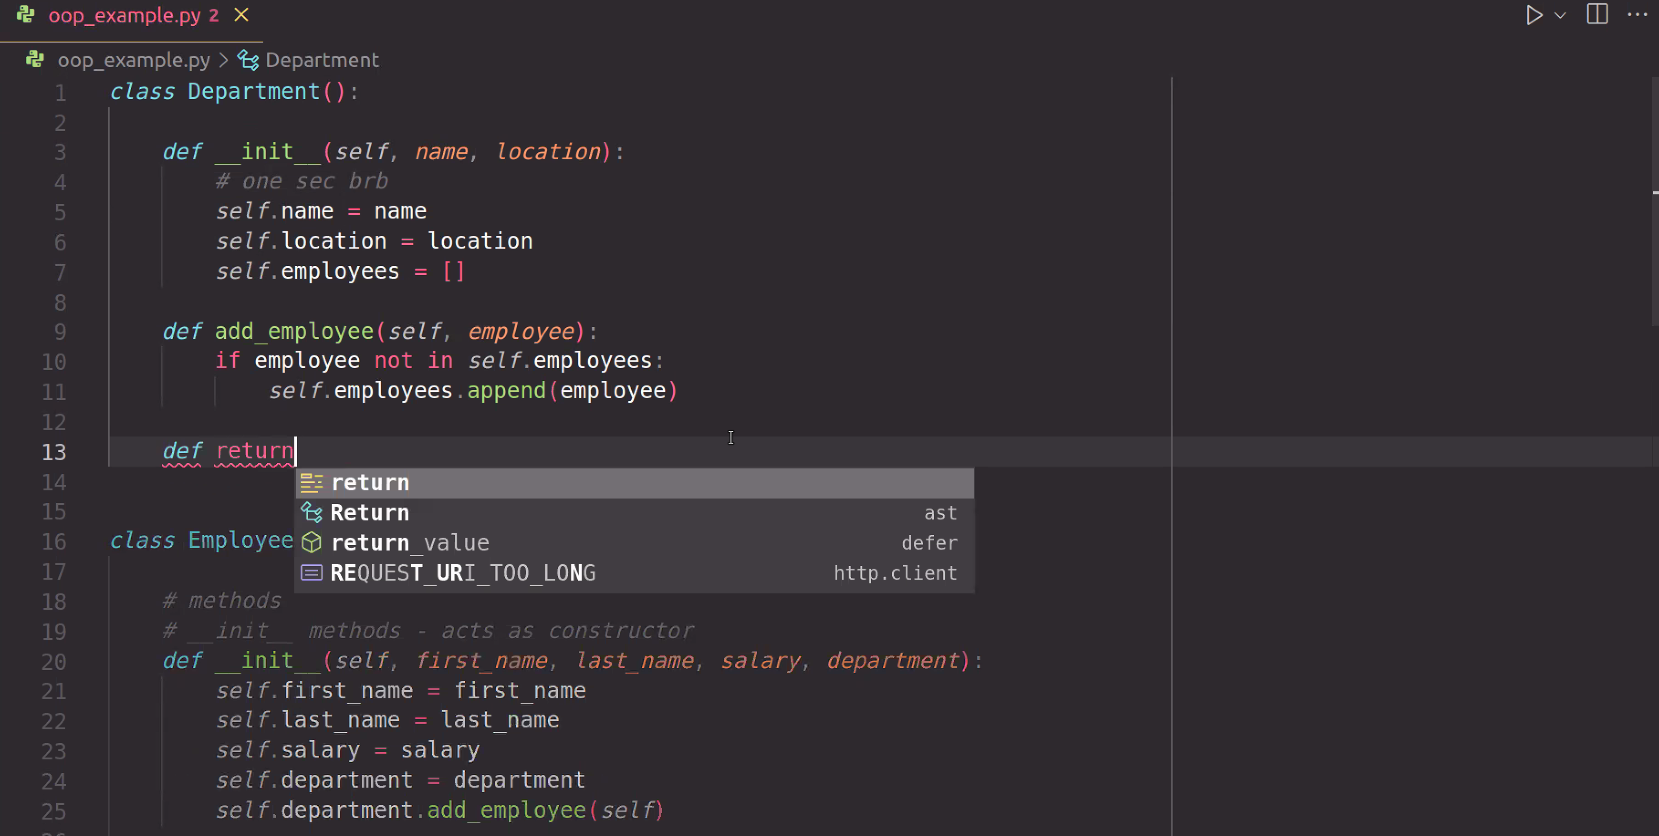 oop_example.py 2
oop_example.py > Department
1 class Department():
2
3 def __init__(self, name, location):
4 # one sec brb
5 self.name = name
6 self.location = location
7 self.employees = []
8
9 def add_employee(self, employee):
10 if employee not in self.employees:
11 self.employees.append(employee)
12
13 def return
14 return
15 Return ast
return_value defer
16 class Employee
REQUEST_URI_TOO_LONG http.client
17
18 # methods
19 # __init__ methods - acts as constructor
20 def __init__(self, first_name, last_name, salary, department):
21 self.first_name = first_name
22 self.last_name = last_name
23 self.salary = salary
24 self.department = department
25 self.department.add_employee(self)